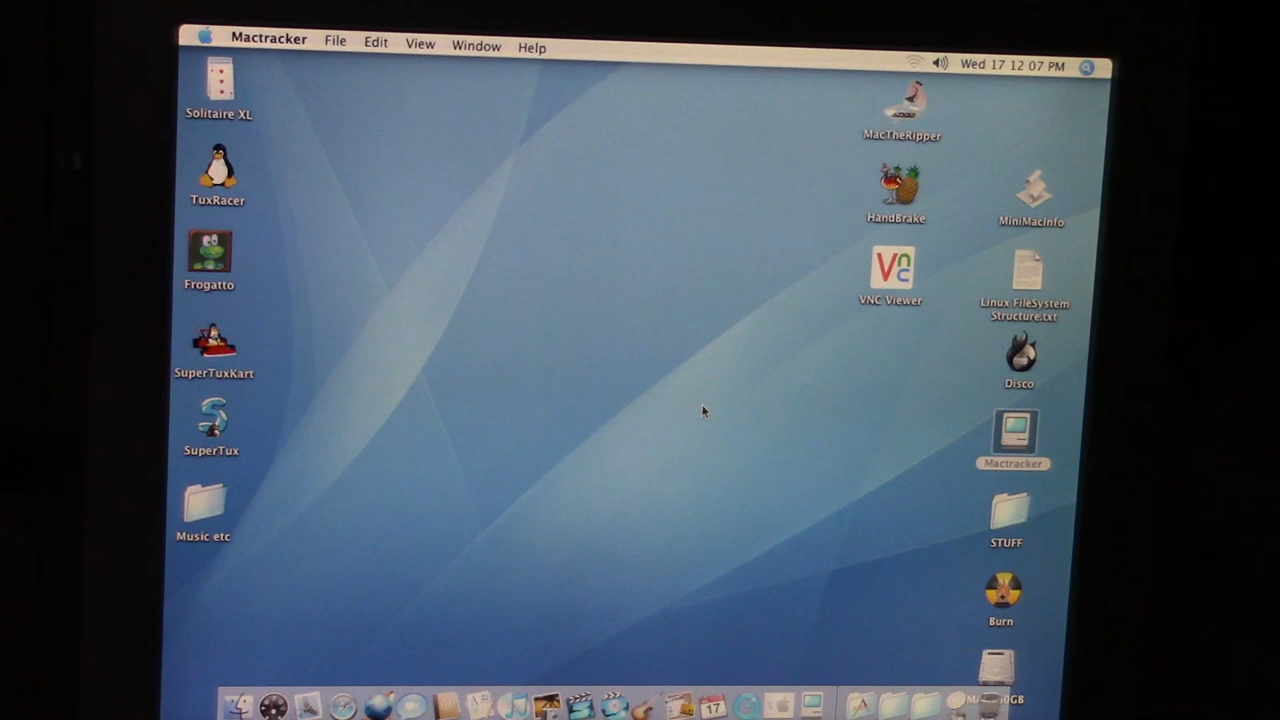 Mactracker File Edit View Window Help
Wed 17 12 07 PM
Solitaire XL
TuxRacer
Frogatto
SuperTuxKart
SuperTux
Music etc
MacTheRipper
HandBrake
VNC Viewer
MiniMacInfo
Linux FileSystem
Structure.txt
Disco
Mactracker
STUFF
Burn
17